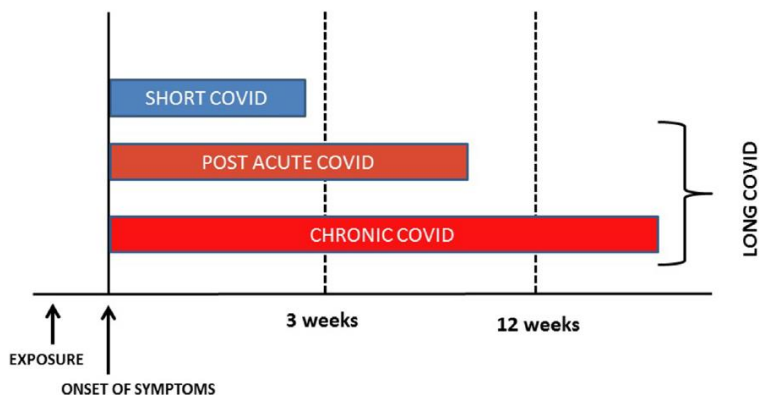 SHORT COVID
POST ACUTE COVID
CHRONIC COVID
LONG COVID
3 weeks
12 weeks
EXPOSURE
ONSET OF SYMPTOMS